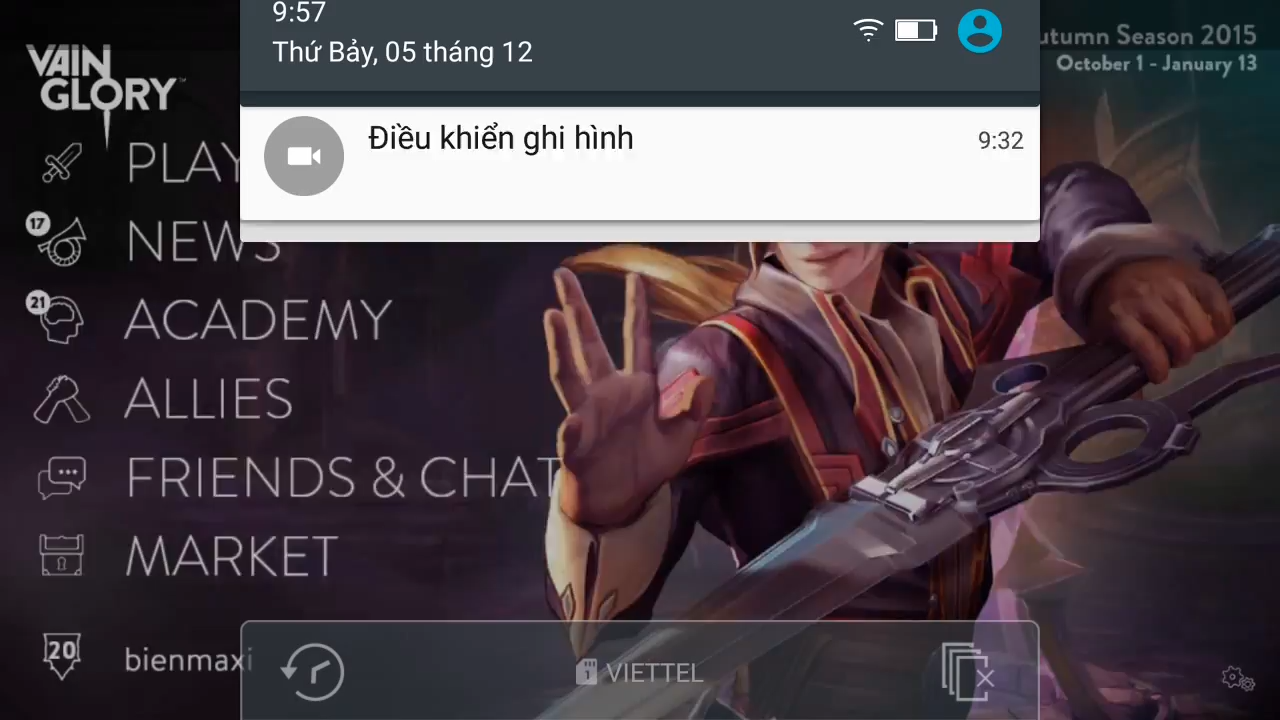 9:57
Thứ Bảy, 05 tháng 12
Điều khiển ghi hình
9:32
utumn Season 2015
October 1 - January 13
VAIN
GLORY
PLAY
17
NEWS
21
ACADEMY
ALLIES
FRIENDS & CHAT
MARKET
20
bienmaxi
1
VIETTEL